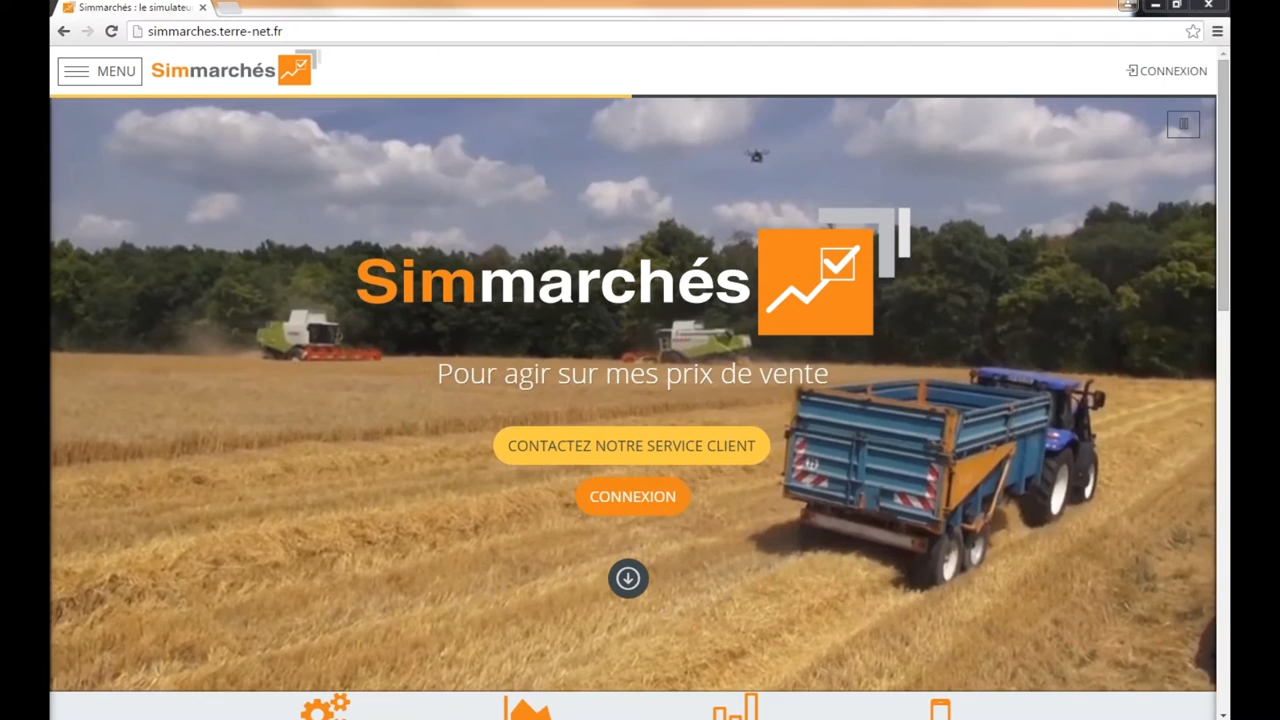 Simmarchés : le simulateu
simmarches.terre-net.fr
MENU
Simmarchés
CONNEXION
Simmarchés
Pour agir sur mes prix de vente
CONTACTEZ NOTRE SERVICE CLIENT
CONNEXION